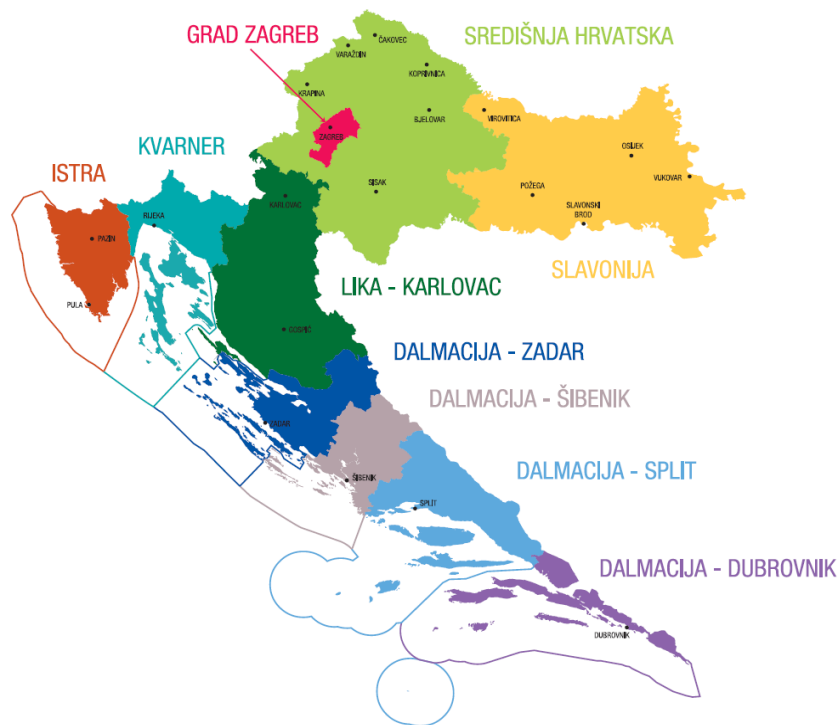 GRAD ZAGREB
SREDIŠNJA HRVATSKA
ČAKOVEC
VARAŽDIN
KOPRIVNICA
KRAPINA
BJELOVAR
VIROVITICA
ZAGREB
OSIJEK
KVARNER
ISTRA
VUKOVAR
SISAK
POŽEGA
KARLOVAC
SLAVONSKI
BROD
RIJEKA
PAZIN
SLAVONIJA
LIKA - KARLOVAC
PULA
GOSPIĆ
DALMACIJA - ZADAR
DALMACIJA - ŠIBENIK
ZADAR
DALMACIJA - SPLIT
ŠIBENIK
SPLIT
DALMACIJA - DUBROVNIK
DUBROVNIK